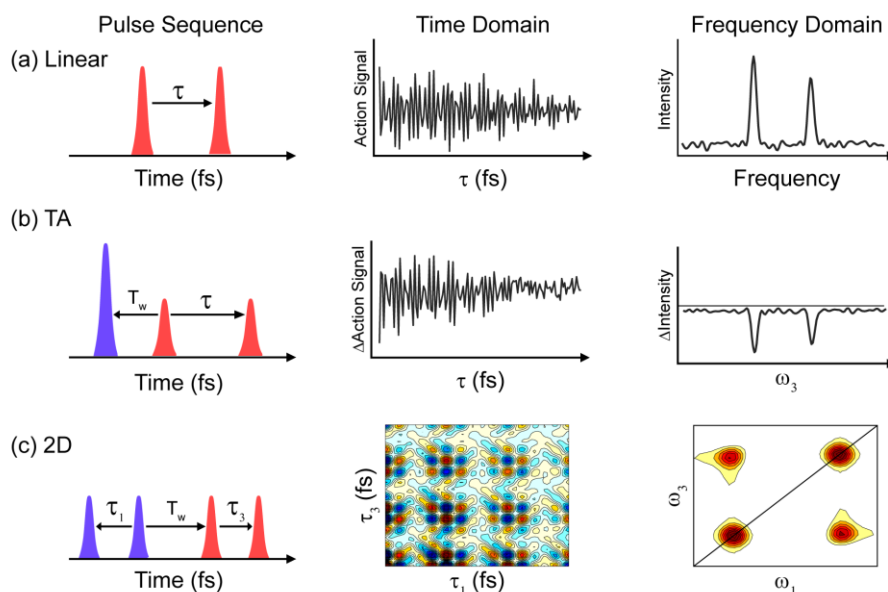 Pulse Sequence
Time Domain
Frequency Domain
(a) Linear
τ
Time (fs)
Action Signal
τ (fs)
Intensity
Frequency
(b) TA
Tw
τ
Time (fs)
ΔAction Signal
τ (fs)
ΔIntensity
ω3
(c) 2D
τ1
Tw
τ3
Time (fs)
τ3 (fs)
τ1 (fs)
ω3
ω1